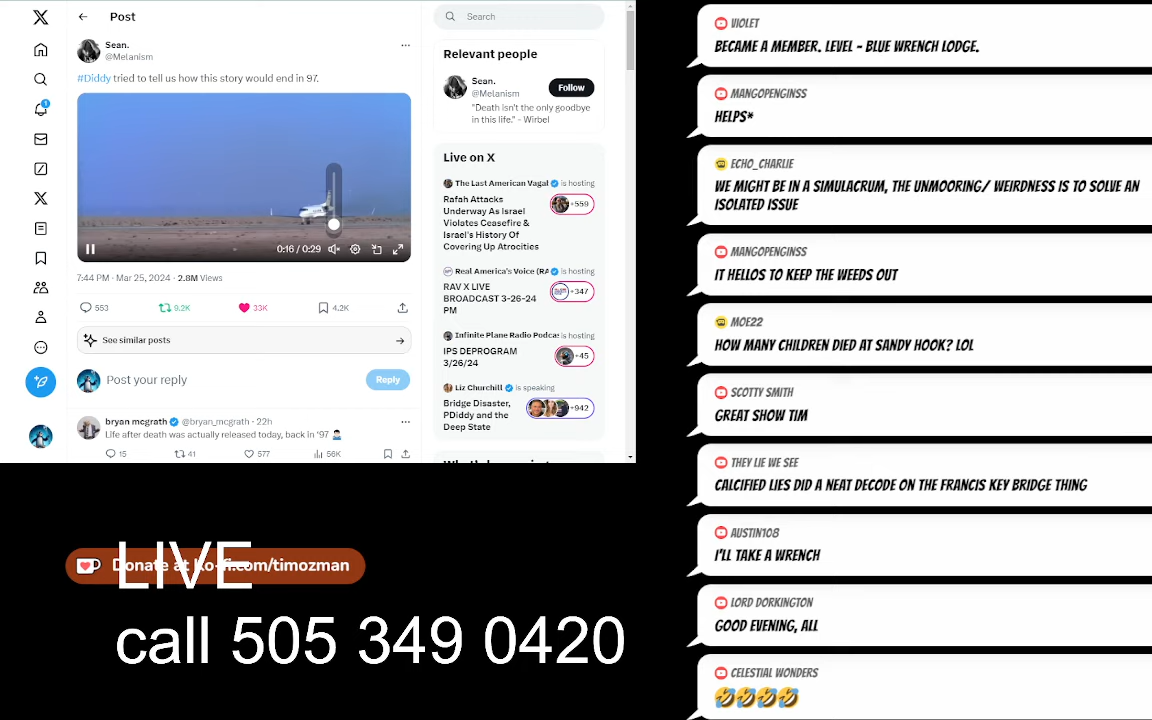 Post
Sean.
@Melanism
#Diddy tried to tell us how this story would end in 97.
0:16 / 0:29
7:44 PM · Mar 25, 2024 · 2.8M Views
553
9.2K
33K
4.2K
See similar posts
Post your reply
Reply
bryan mcgrath @bryan_mcgrath · 22h
Life after death was actually released today, back in '97
15
41
577
56K
1
Search
Relevant people
Sean.
@Melanism
Follow
"Death Isn't the only goodbye
in this life." - Wirbel
Live on X
The Last American Vagal is hosting
Rafah Attacks
Underway As Israel
Violates Ceasefire &
Israel's History Of
Covering Up Atrocities
+559
Real America's Voice (RA is hosting
RAV X LIVE
BROADCAST 3-26-24
PM
+347
Infinite Plane Radio Podca: is hosting
IPS DEPROGRAM
3/26/24
+45
Liz Churchill is speaking
Bridge Disaster,
PDiddy and the
Deep State
+942
LIVE
Donate at ko-fi.com/timozman
call 505 349 0420
VIOLET
BECAME A MEMBER. LEVEL - BLUE WRENCH LODGE.
MANGOPENGINSS
HELPS*
ECHO_CHARLIE
WE MIGHT BE IN A SIMULACRUM, THE UNMOORING/ WEIRDNESS IS TO SOLVE AN
ISOLATED ISSUE
MANGOPENGINSS
IT HELLOS TO KEEP THE WEEDS OUT
MOE22
HOW MANY CHILDREN DIED AT SANDY HOOK? LOL
SCOTTY SMITH
GREAT SHOW TIM
THEY LIE WE SEE
CALCIFIED LIES DID A NEAT DECODE ON THE FRANCIS KEY BRIDGE THING
AUSTIN108
I'LL TAKE A WRENCH
LORD DORKINGTON
GOOD EVENING, ALL
CELESTIAL WONDERS